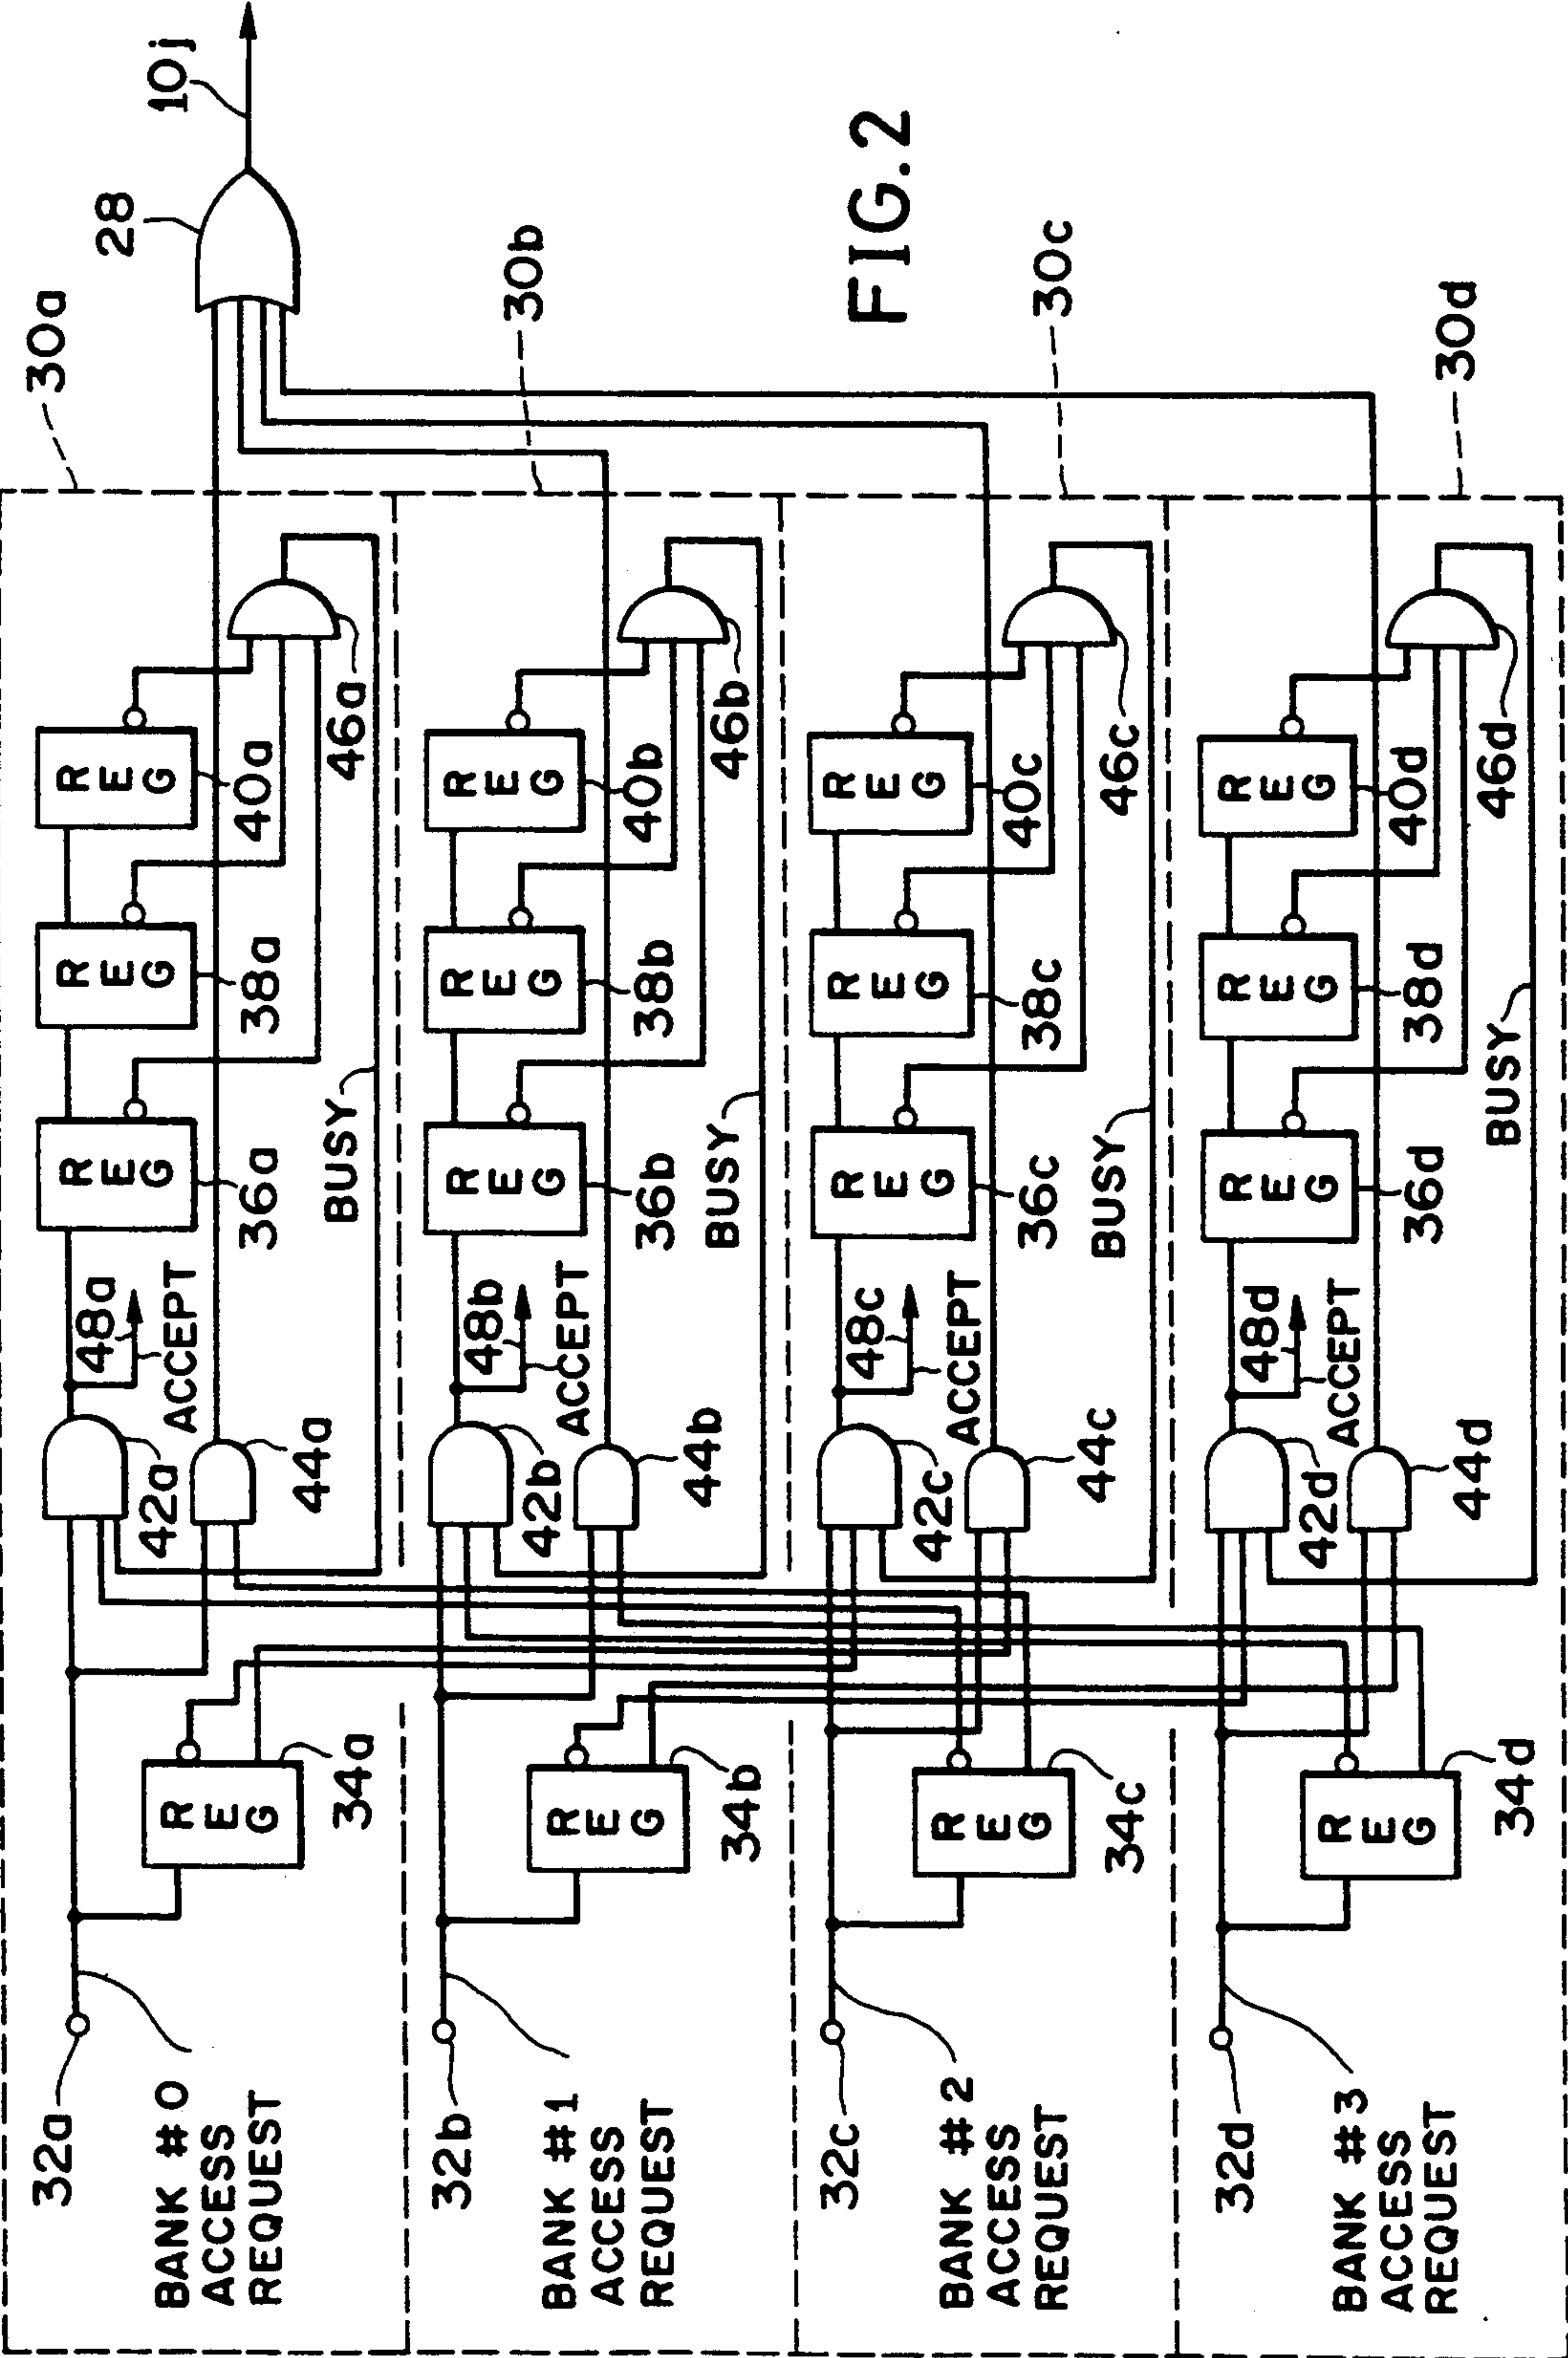 FIG.2
10j
28
30a
30b
30c
30d
32a
BANK #0
ACCESS
REQUEST
REG
34a
42a
44a
48a
ACCEPT
REG
36a
REG
38a
REG
40a
46a
BUSY
32b
BANK #1
ACCESS
REQUEST
REG
34b
42b
44b
48b
ACCEPT
REG
36b
REG
38b
REG
40b
46b
BUSY
32c
BANK #2
ACCESS
REQUEST
REG
34c
42c
44c
48c
ACCEPT
REG
36c
REG
38c
REG
40c
46c
BUSY
32d
BANK #3
ACCESS
REQUEST
REG
34d
42d
44d
48d
ACCEPT
REG
36d
REG
38d
REG
40d
46d
BUSY